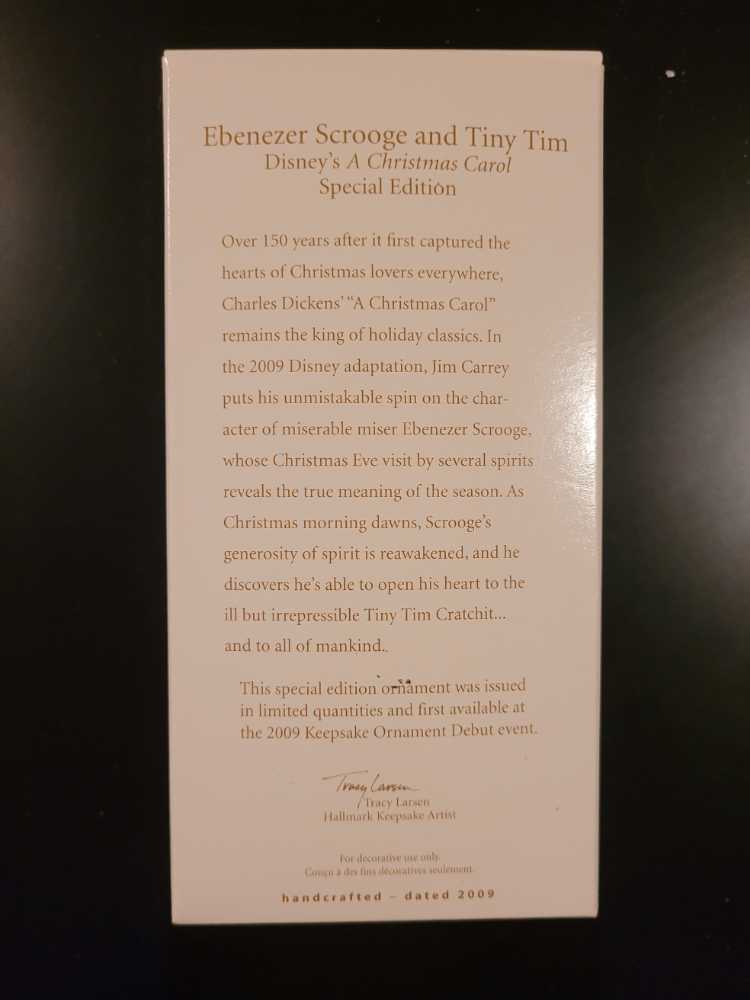 Ebenezer Scrooge and Tiny Tim
Disney's A Christmas Carol
Special Edition
Over 150 years after it first captured the
hearts of Christmas lovers everywhere,
Charles Dickens' "A Christmas Carol"
remains the king of holiday classics. In
the 2009 Disney adaptation, Jim Carrey
puts his unmistakable spin on the char-
acter of miserable miser Ebenezer Scrooge,
whose Christmas Eve visit by several spirits
reveals the true meaning of the season. As
Christmas morning dawns, Scrooge's
generosity of spirit is reawakened, and he
discovers he's able to open his heart to the
ill but irrepressible Tiny Tim Cratchit...
and to all of mankind.
This special edition ornament was issued
in limited quantities and first available at
the 2009 Keepsake Ornament Debut event.
Tracy Larsen
Tracy Larsen
Hallmark Keepsake Artist
For decorative use only.
Conçu à des fins décoratives seulement.
handcrafted – dated 2009